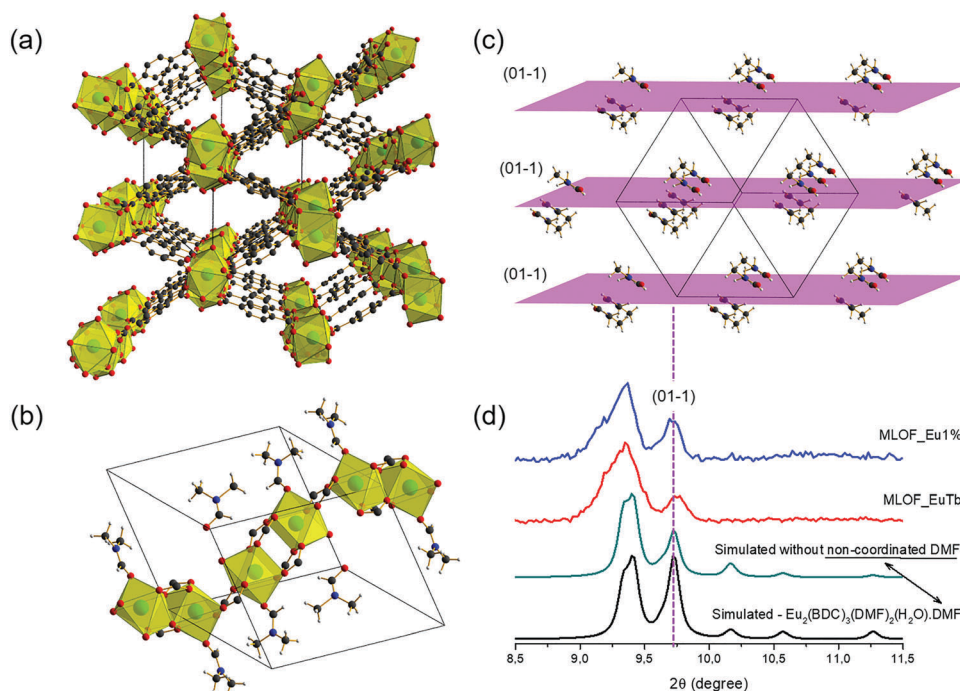 (a)
(b)
(c)
(01-1)
(01-1)
(01-1)
(01-1)
(d)
MLOF_Eu1%
MLOF_EuTb
Simulated without non-coordinated DMF
Simulated - Eu₂(BDC)₃(DMF)₂(H₂O).DMF
8,5 9,0 9,5 10,0 10,5 11,0 11,5
2θ (degree)